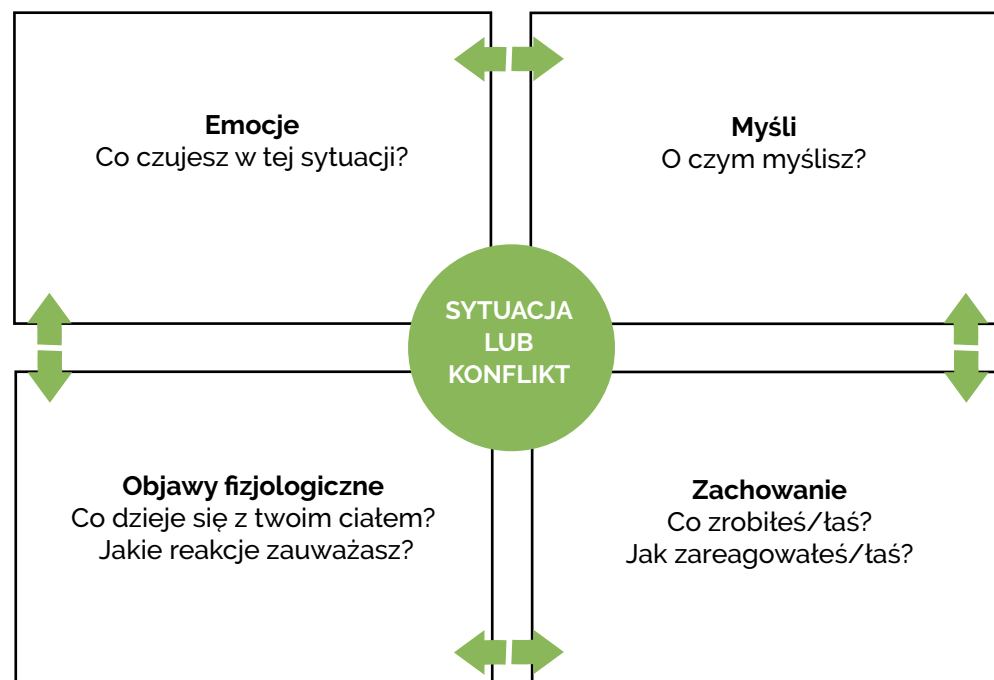 Emocje
Co czujesz w tej sytuacji?
Myśli
O czym myślisz?
SYTUACJA
LUB
KONFLIKT
Objawy fizjologiczne
Co dzieje się z twoim ciałem?
Jakie reakcje zauważasz?
Zachowanie
Co zrobiłeś/łaś?
Jak zareagowałeś/łaś?